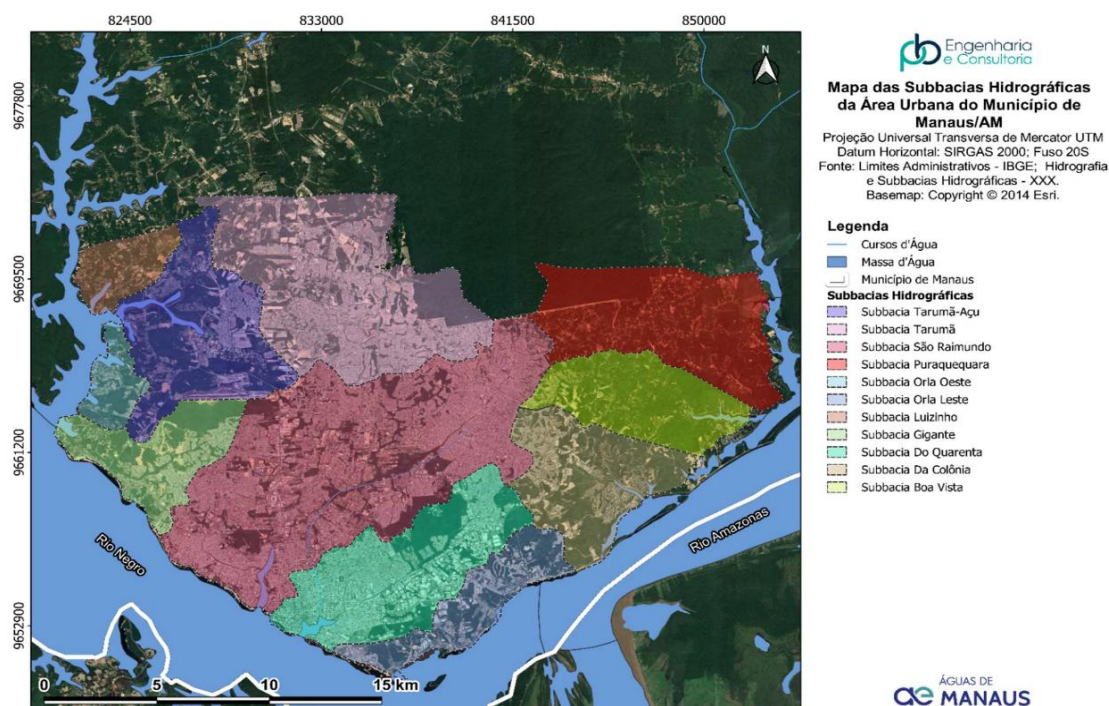 824500 833000 841500 850000
9677800
9669500
9661200
9652900
N
Rio Negro
Rio Amazonas
0 5 10 15 km
pb Engenharia
e Consultoria
Mapa das Subbacias Hidrográficas
da Área Urbana do Município de
Manaus/AM
Projeção Universal Transversa de Mercator UTM
Datum Horizontal: SIRGAS 2000; Fuso 20S
Fonte: Limites Administrativos - IBGE; Hidrografia
e Subbacias Hidrográficas - XXX.
Basemap: Copyright © 2014 Esri.
Legenda
Cursos d'Água
Massa d'Água
Município de Manaus
Subbacias Hidrográficas
Subbacia Tarumã-Açu
Subbacia Tarumã
Subbacia São Raimundo
Subbacia Puraquequara
Subbacia Orla Oeste
Subbacia Orla Leste
Subbacia Luizinho
Subbacia Gigante
Subbacia Do Quarenta
Subbacia Da Colônia
Subbacia Boa Vista
ÁGUAS DE
MANAUS